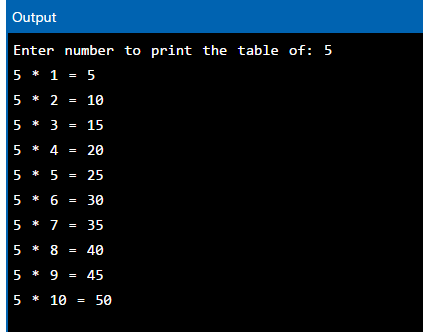 Output
Enter number to print the table of: 5
5 * 1 = 5
5 * 2 = 10
5 * 3 = 15
5 * 4 = 20
5 * 5 = 25
5 * 6 = 30
5 * 7 = 35
5 * 8 = 40
5 * 9 = 45
5 * 10 = 50